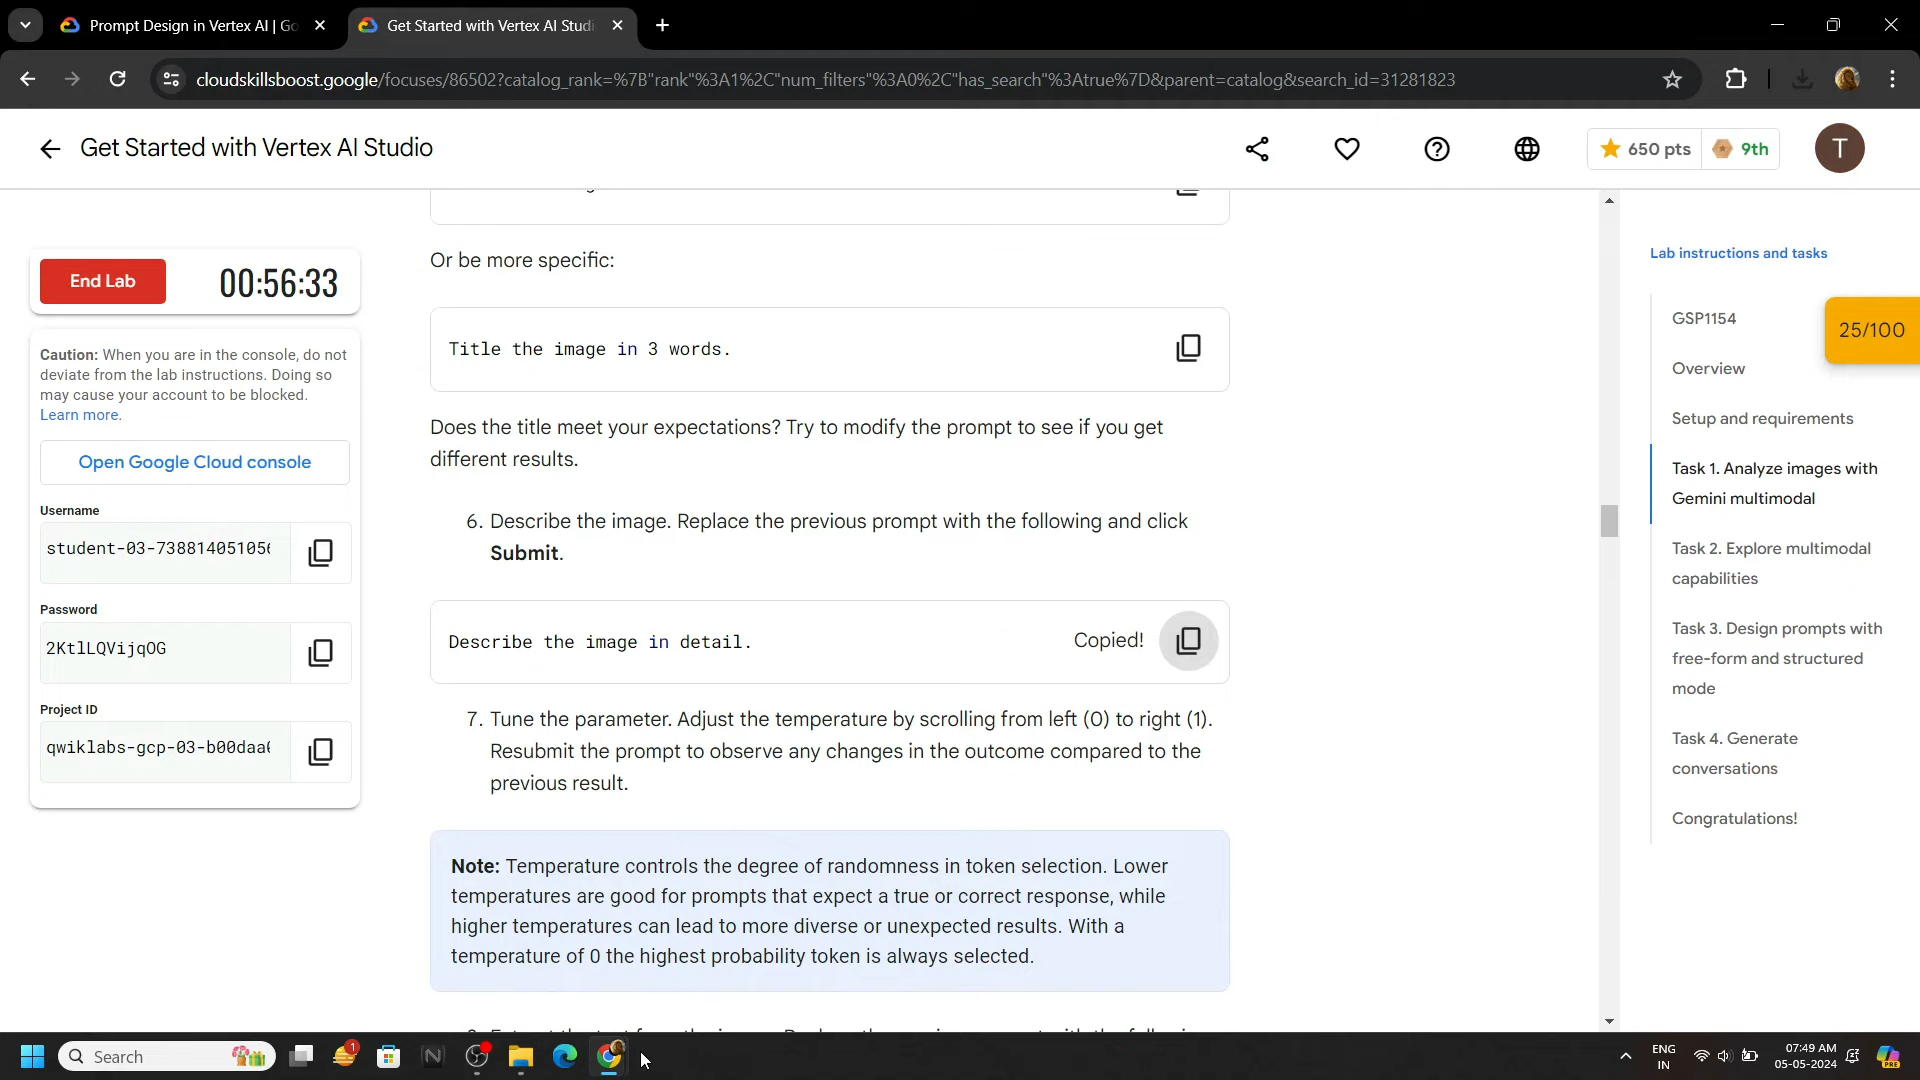 Prompt Design in Vertex AI | Go
Get Started with Vertex AI Studi
cloudskillsboost.google/focuses/86502?catalog_rank=%7B"rank"%3A1%2C"num_filters"%3A0%2C"has_search"%3Atrue%7D&parent=catalog&search_id=31281823
Get Started with Vertex AI Studio
650 pts
9th
T
End Lab
00:56:33
Caution: When you are in the console, do not
deviate from the lab instructions. Doing so
may cause your account to be blocked.
Learn more.
Open Google Cloud console
Username
student-03-738814051056
Password
2KtlLQVijqOG
Project ID
qwiklabs-gcp-03-b00daa
Or be more specific:
Title the image in 3 words.
Does the title meet your expectations? Try to modify the prompt to see if you get
different results.
6. Describe the image. Replace the previous prompt with the following and click
Submit.
Describe the image in detail.
Copied!
7. Tune the parameter. Adjust the temperature by scrolling from left (0) to right (1).
Resubmit the prompt to observe any changes in the outcome compared to the
previous result.
Note: Temperature controls the degree of randomness in token selection. Lower
temperatures are good for prompts that expect a true or correct response, while
higher temperatures can lead to more diverse or unexpected results. With a
temperature of 0 the highest probability token is always selected.
Lab instructions and tasks
GSP1154
25/100
Overview
Setup and requirements
Task 1. Analyze images with
Gemini multimodal
Task 2. Explore multimodal
capabilities
Task 3. Design prompts with
free-form and structured
mode
Task 4. Generate
conversations
Congratulations!
Search
1
N
ENG
IN
07:49 AM
05-05-2024
PRE